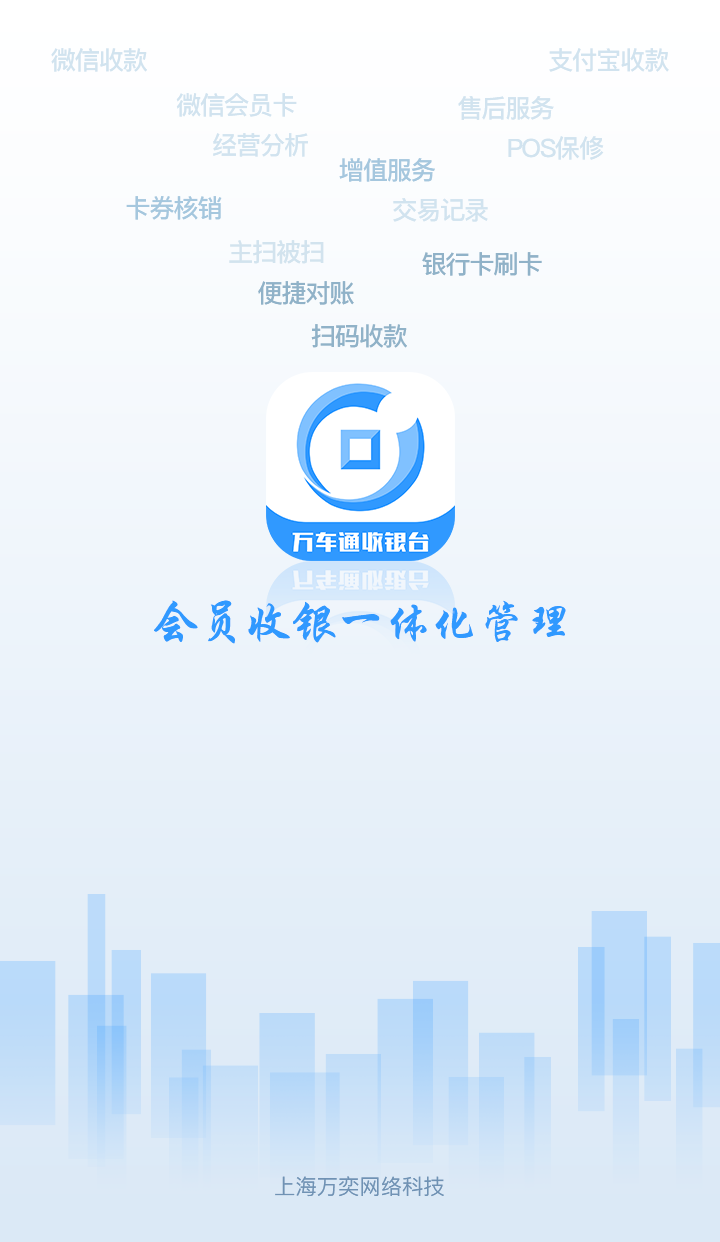 微信收款
支付宝收款
微信会员卡
售后服务
经营分析
POS保修
增值服务
卡券核销
交易记录
主扫被扫
银行卡刷卡
便捷对账
扫码收款
万车通收银台
会员收银一体化管理
上海万奕网络科技